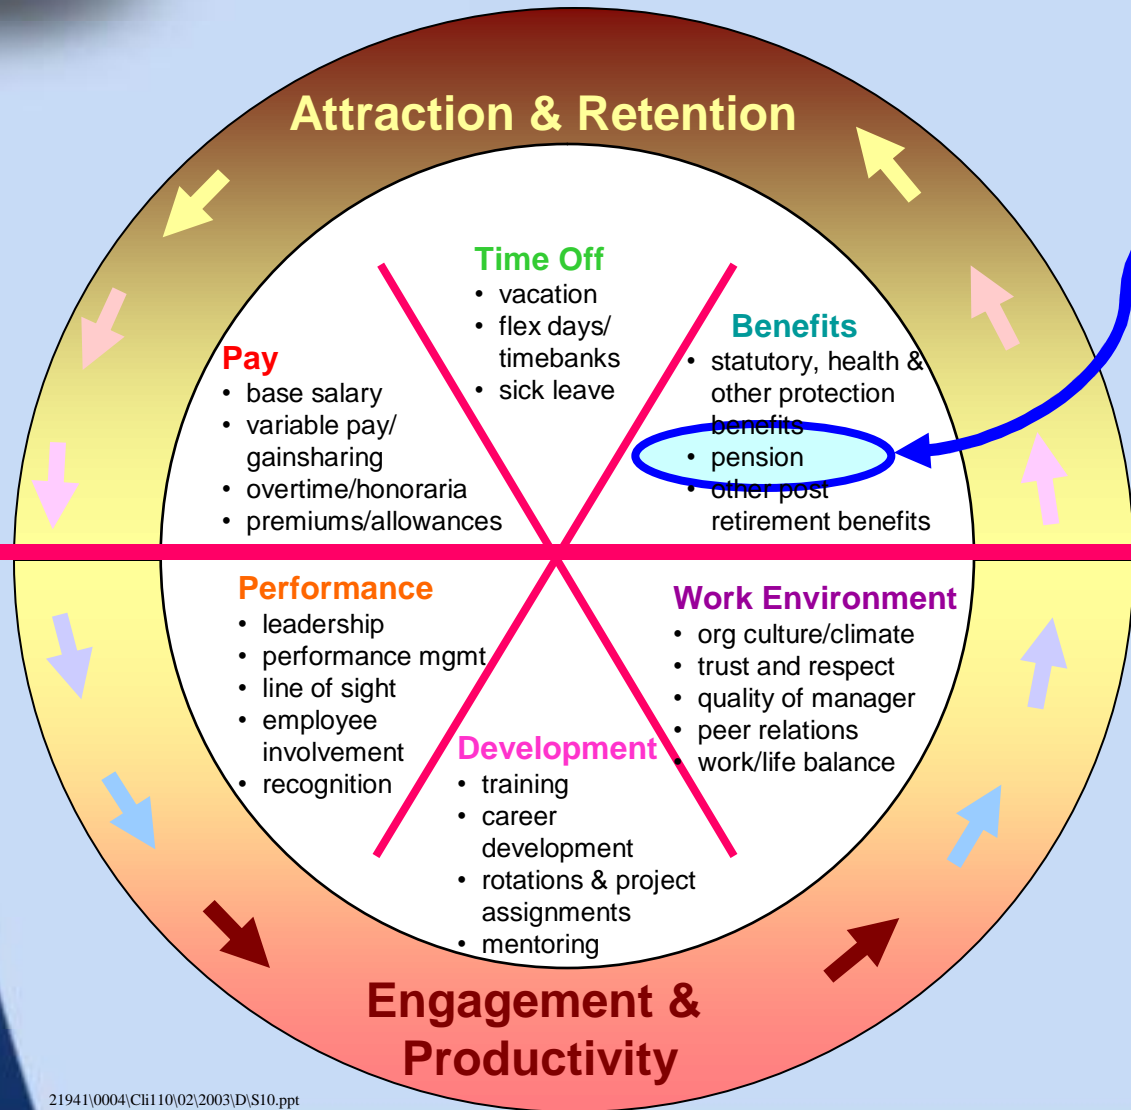 Attraction & Retention
Time Off
• vacation
• flex days/
timebanks
• sick leave
Benefits
• statutory, health &
other protection
benefits
• pension
• other post
retirement benefits
Pay
• base salary
• variable pay/
gainsharing
• overtime/honoraria
• premiums/allowances
Performance
• leadership
• performance mgmt
• line of sight
• employee
involvement
• recognition
Development
• training
• career
development
• rotations & project
assignments
• mentoring
Work Environment
• org culture/climate
• trust and respect
• quality of manager
• peer relations
• work/life balance
Engagement &
Productivity
21941\0004\Cli110\02\2003\D\S10.ppt